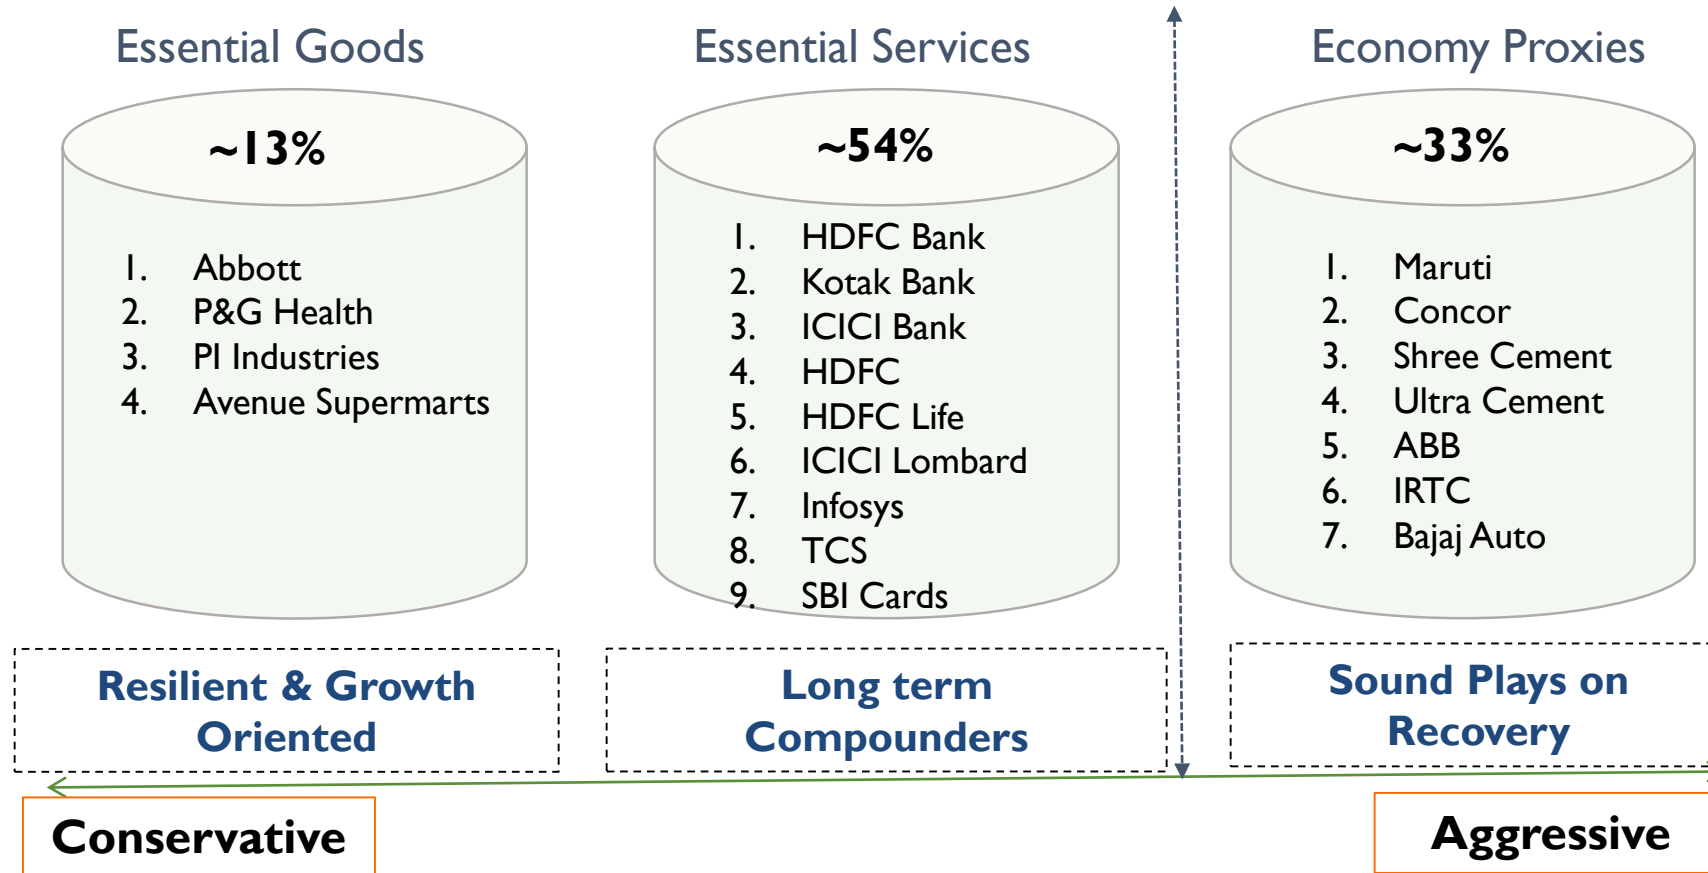 Essential Goods
~13%
1. Abbott
2. P&G Health
3. PI Industries
4. Avenue Supermarts
Resilient & Growth
Oriented
Essential Services
~54%
1. HDFC Bank
2. Kotak Bank
3. ICICI Bank
4. HDFC
5. HDFC Life
6. ICICI Lombard
7. Infosys
8. TCS
9. SBI Cards
Long term
Compounders
Economy Proxies
~33%
1. Maruti
2. Concor
3. Shree Cement
4. Ultra Cement
5. ABB
6. IRTC
7. Bajaj Auto
Sound Plays on
Recovery
Conservative
Aggressive